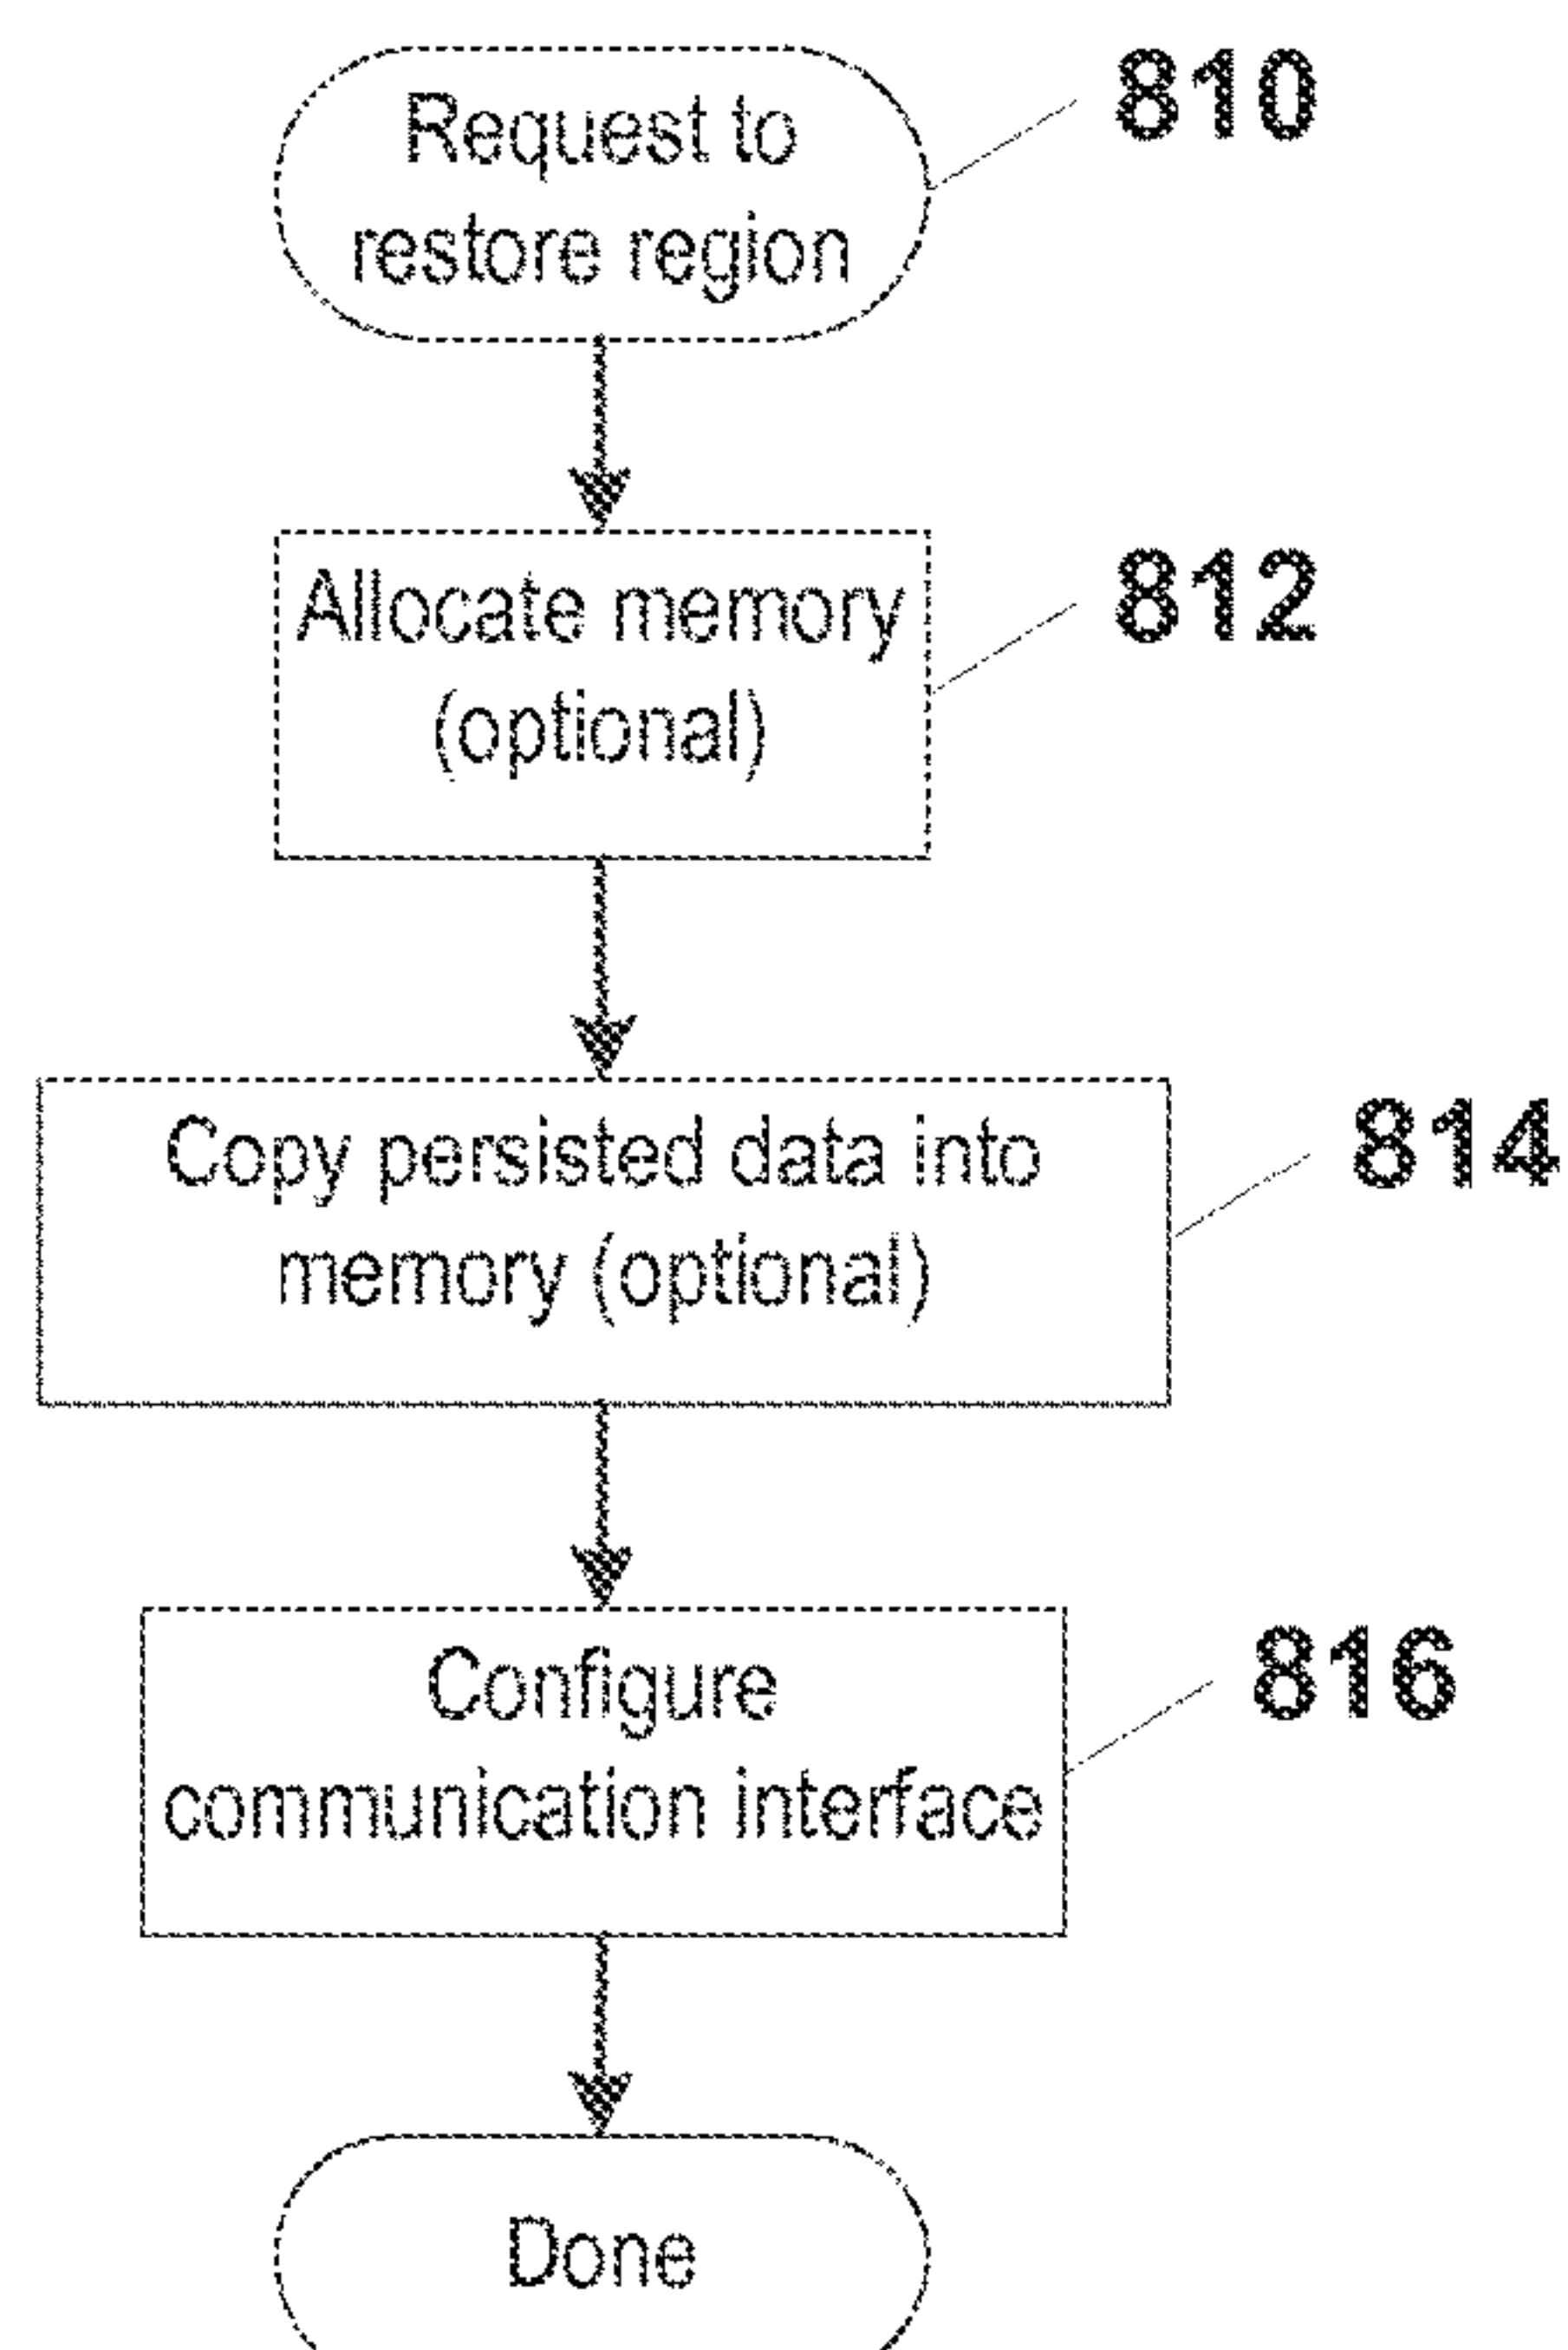 Request to
restore region
810
Allocate memory
(optional)
812
Copy persisted data into
memory (optional)
814
Configure
communication interface
816
Done